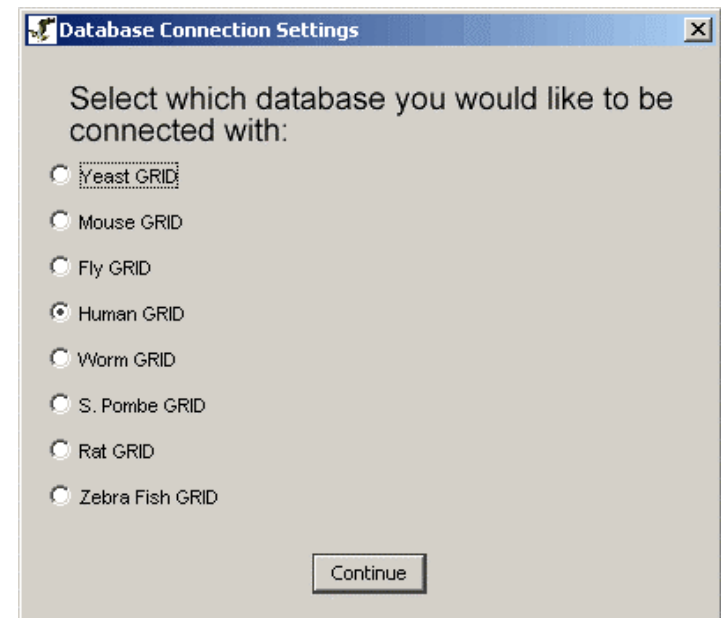 Database Connection Settings
Select which database you would like to be
connected with:
Yeast GRID
Mouse GRID
Fly GRID
Human GRID
Worm GRID
S. Pombe GRID
Rat GRID
Zebra Fish GRID
Continue